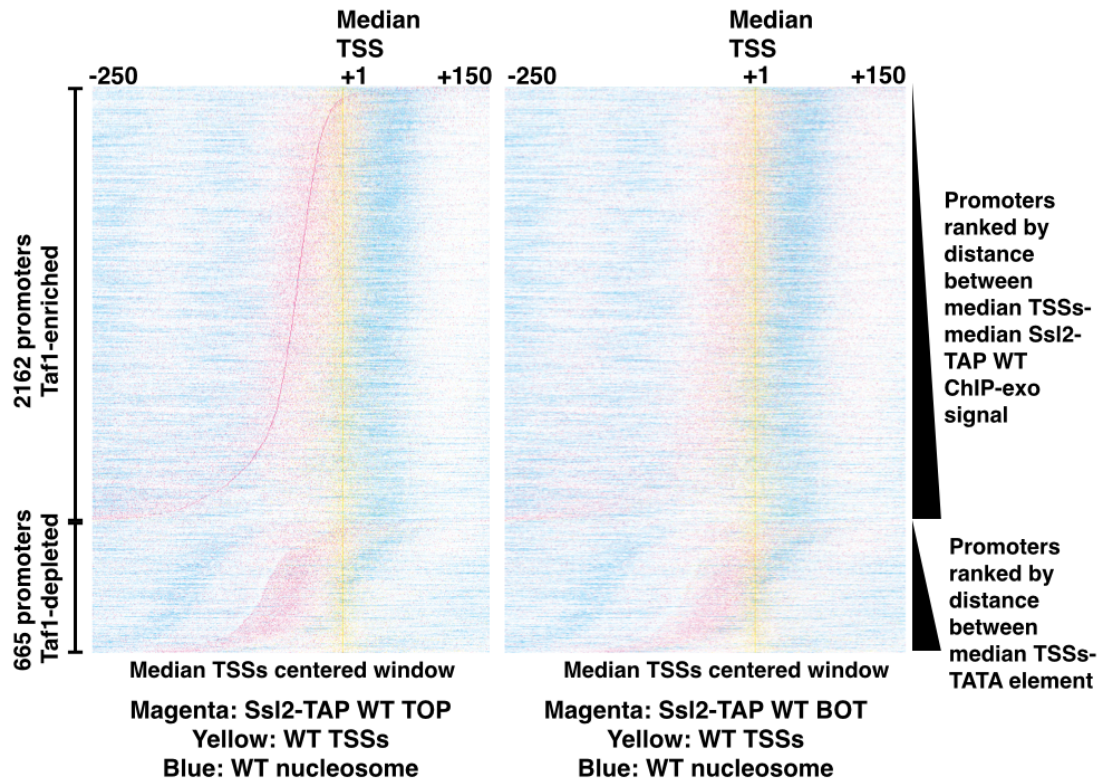 Median
TSS
-250 +1 +150
Median
TSS
-250 +1 +150
2162 promoters
Taf1-enriched
665 promoters
Taf1-depleted
Promoters
ranked by
distance
between
median TSSs-
median Ssl2-
TAP WT
ChIP-exo
signal
Promoters
ranked by
distance
between
median TSSs-
TATA element
Median TSSs centered window
Magenta: Ssl2-TAP WT TOP
Yellow: WT TSSs
Blue: WT nucleosome
Median TSSs centered window
Magenta: Ssl2-TAP WT BOT
Yellow: WT TSSs
Blue: WT nucleosome